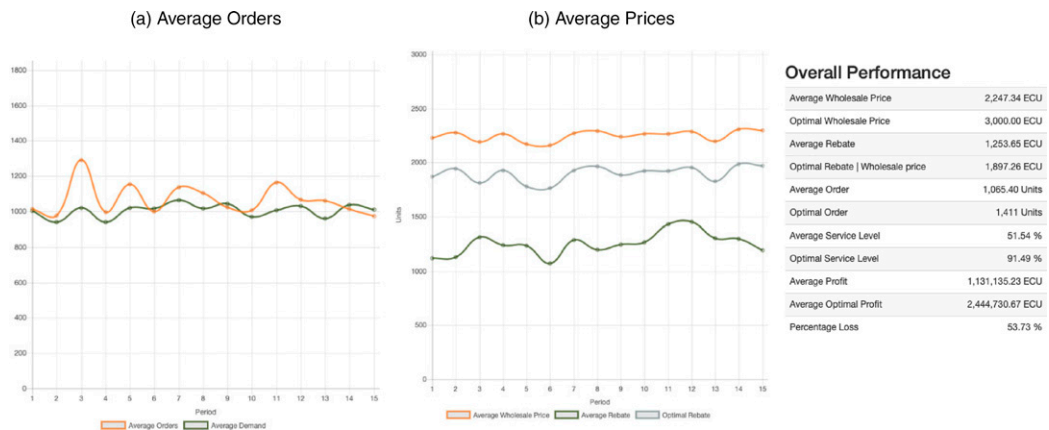 (a) Average Orders
1800
1600
1400
1200
1000
800
600
400
200
0
1 2 3 4 5 6 7 8 9 10 11 12 13 14 15
Period
Average Orders Average Demand
(b) Average Prices
3000
2500
2000
1500
1000
500
0
Units
1 2 3 4 5 6 7 8 9 10 11 12 13 14 15
Period
Average Wholesale Price Average Rebate Optimal Rebate
Overall Performance
Average Wholesale Price 2,247.34 ECU
Optimal Wholesale Price 3,000.00 ECU
Average Rebate 1,253.65 ECU
Optimal Rebate | Wholesale price 1,897.26 ECU
Average Order 1,065.40 Units
Optimal Order 1,411 Units
Average Service Level 51.54 %
Optimal Service Level 91.49 %
Average Profit 1,131,135.23 ECU
Average Optimal Profit 2,444,730.67 ECU
Percentage Loss 53.73 %